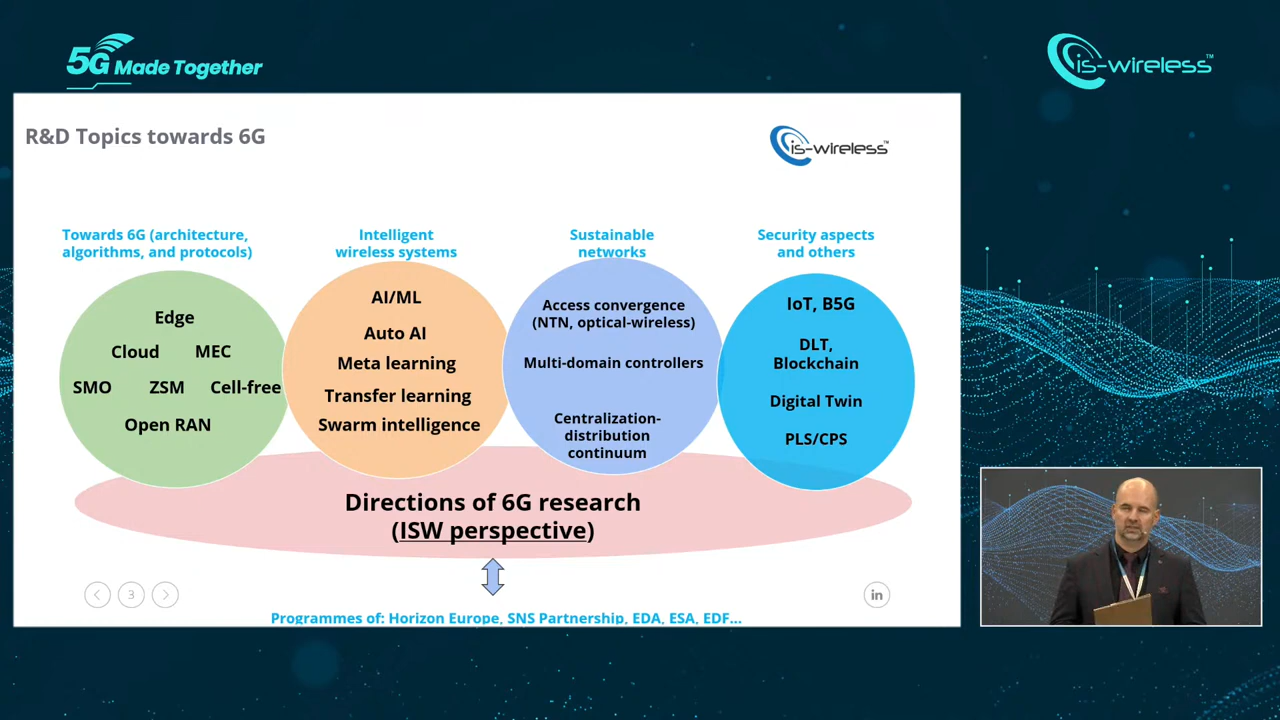 5G Made Together
is-wireless™
R&D Topics towards 6G
is-wireless™
Towards 6G (architecture,
algorithms, and protocols)
Intelligent
wireless systems
Sustainable
networks
Security aspects
and others
Edge
Cloud MEC
SMO ZSM Cell-free
Open RAN
AI/ML
Auto AI
Meta learning
Transfer learning
Swarm intelligence
Access convergence
(NTN, optical-wireless)
Multi-domain controllers
Centralization-
distribution
continuum
IoT, B5G
DLT,
Blockchain
Digital Twin
PLS/CPS
Directions of 6G research
(ISW perspective)
3
in
Programmes of: Horizon Europe, SNS Partnership, EDA, ESA, EDF...